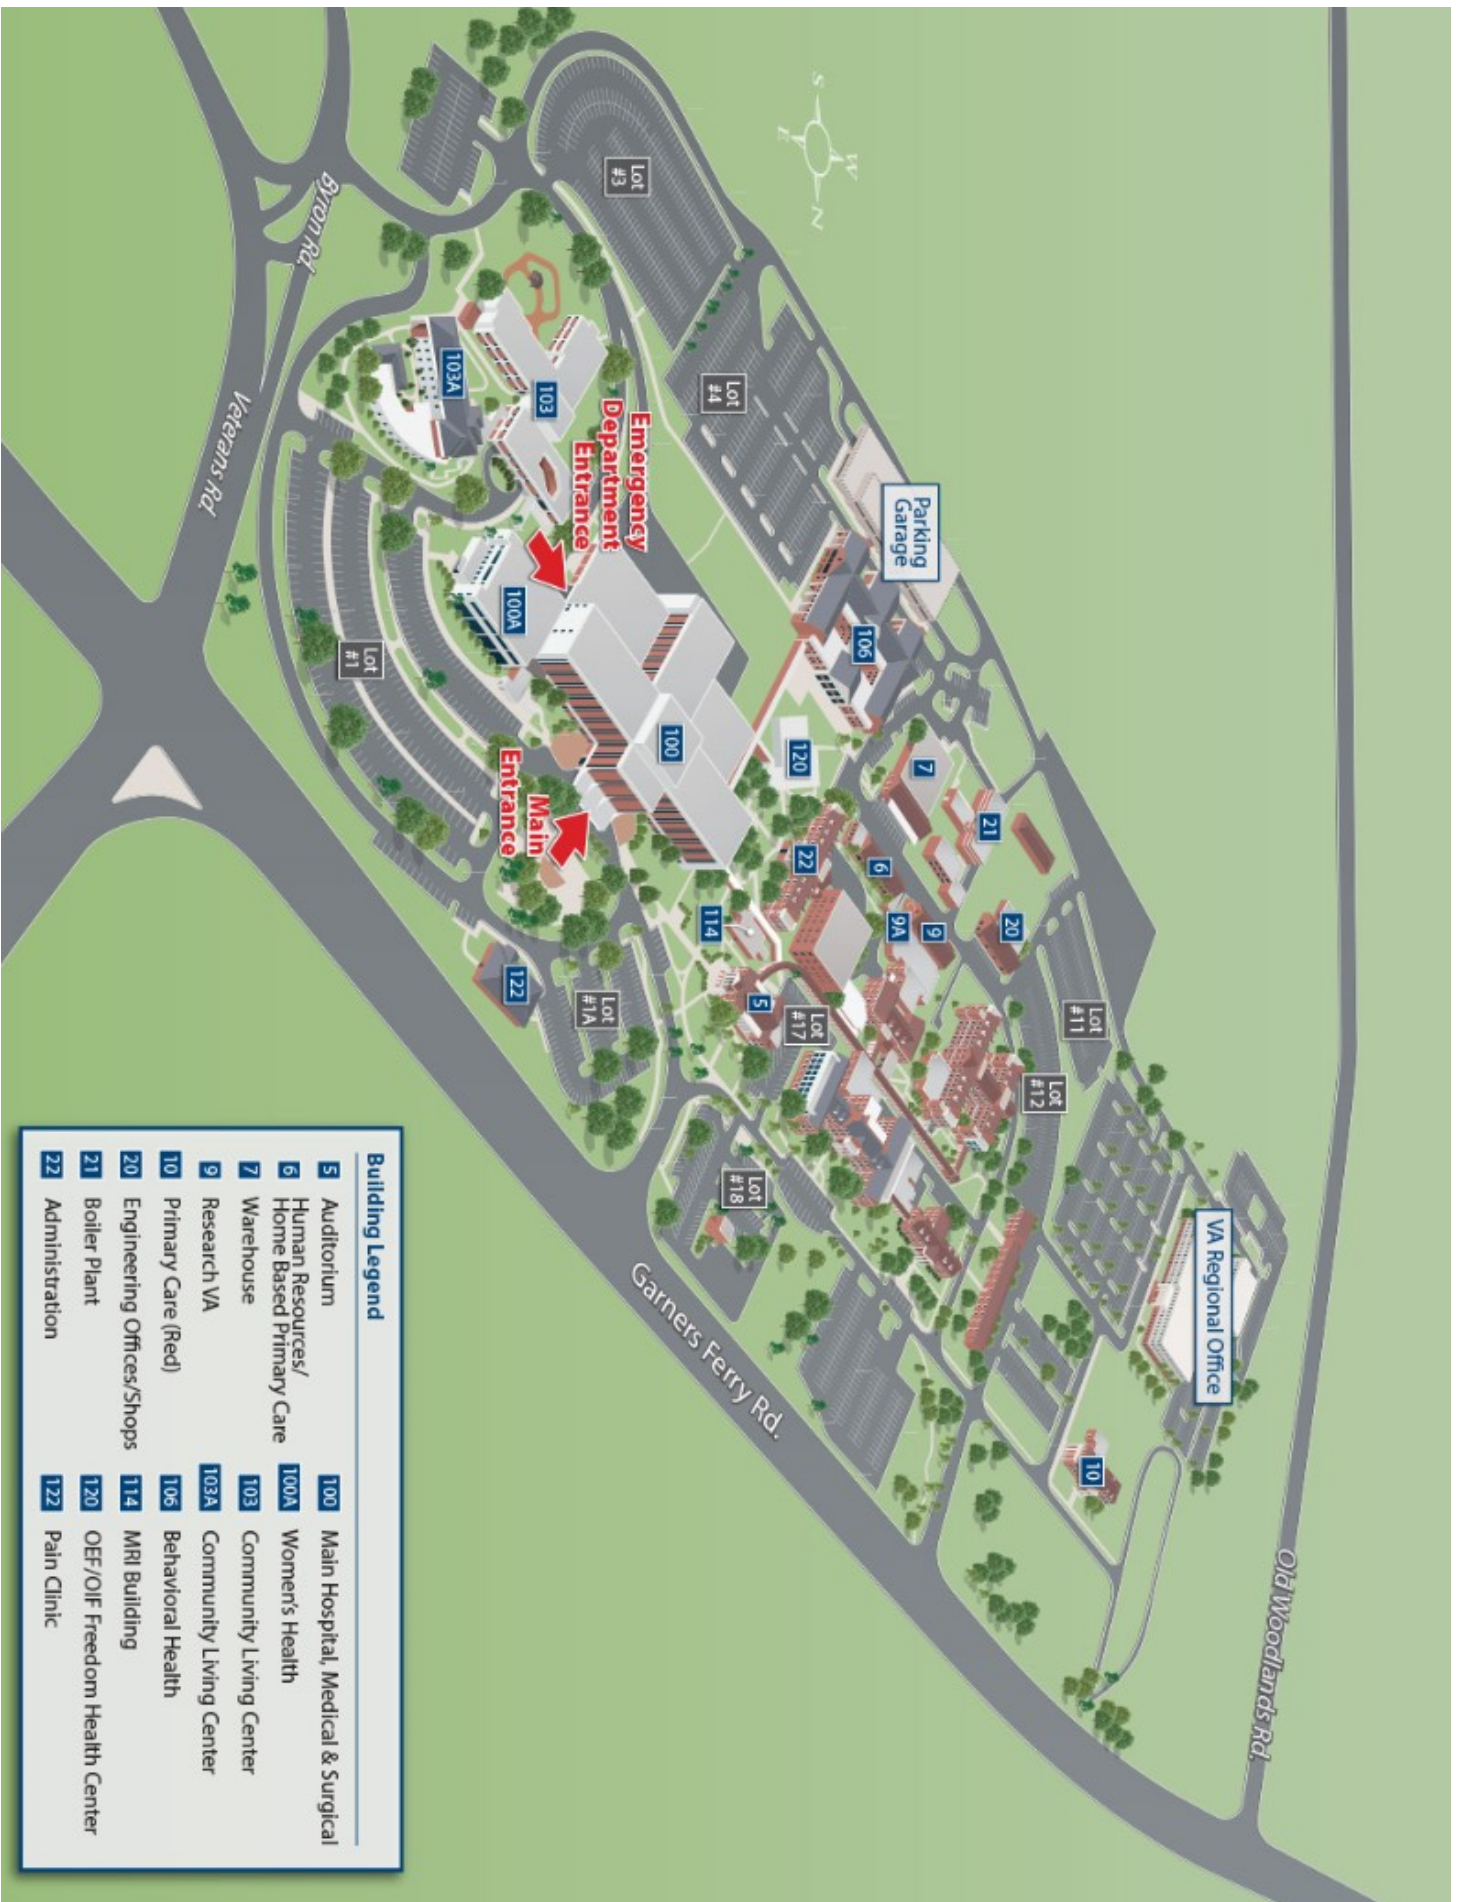 Lot
#3
S
W
E
N
Byron Rd.
Veterans Rd.
103A
103
Lot
#4
Emergency
Department
Entrance
Parking
Garage
100A
Lot
#1
106
100
120
7
21
Main
Entrance
22
6
114
9A
9
20
122
Lot
#1A
5
Lot
#17
Lot
#11
Lot
#12
Lot
#18
VA Regional Office
Garners Ferry Rd.
10
Old Woodlands Rd.
Building Legend
5 Auditorium
6 Human Resources/
Home Based Primary Care
7 Warehouse
9 Research VA
10 Primary Care (Red)
20 Engineering Offices/Shops
21 Boiler Plant
22 Administration
100 Main Hospital, Medical & Surgical
100A Women's Health
103 Community Living Center
103A Community Living Center
106 Behavioral Health
114 MRI Building
120 OEF/OIF Freedom Health Center
122 Pain Clinic